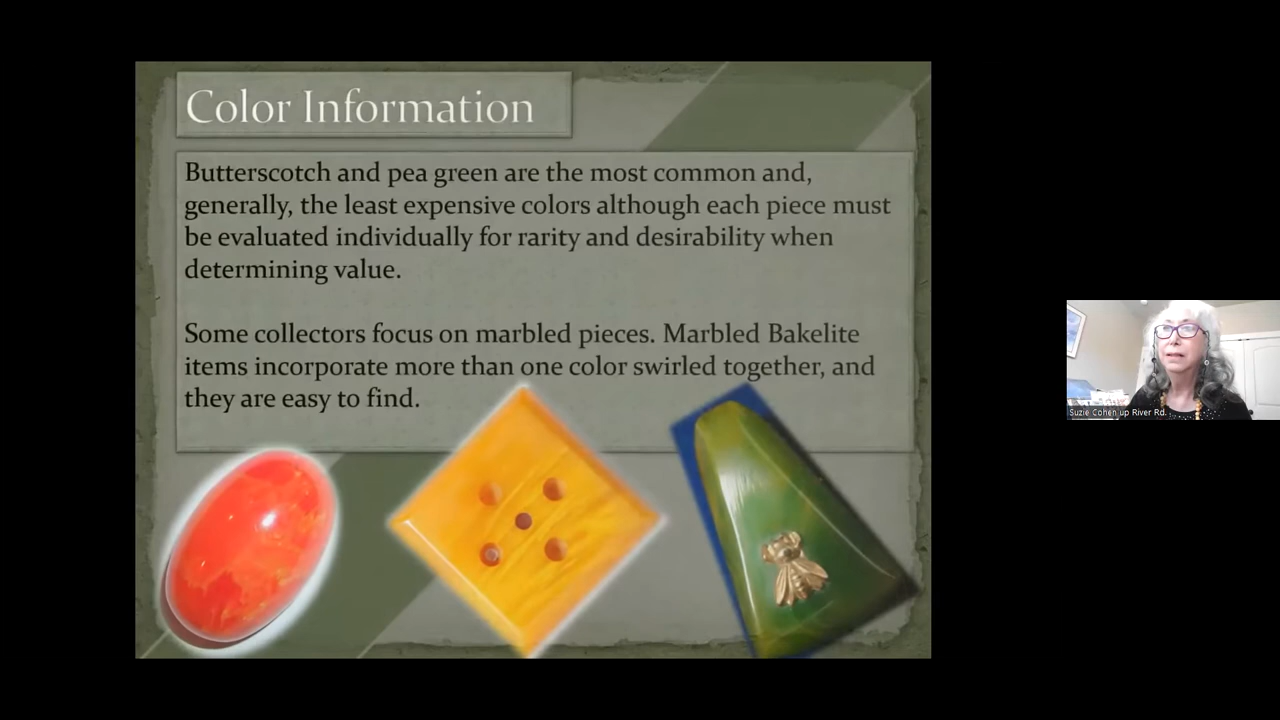 Color Information
Butterscotch and pea green are the most common and,
generally, the least expensive colors although each piece must
be evaluated individually for rarity and desirability when
determining value.
Some collectors focus on marbled pieces. Marbled Bakelite
items incorporate more than one color swirled together, and
they are easy to find.
Suzie Cohen up River Rd.